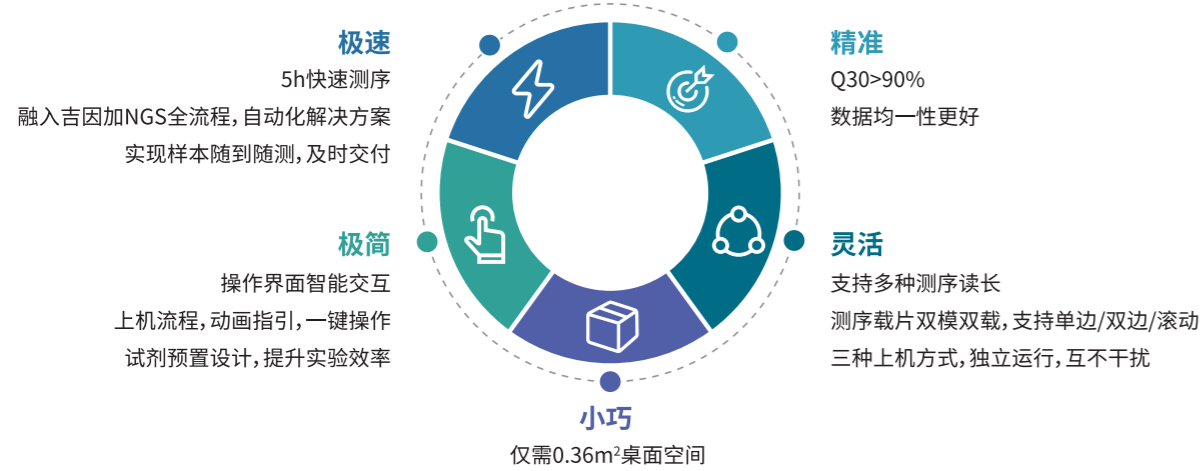 极速
5h快速测序
融入吉因加NGS全流程,自动化解决方案
实现样本随到随测,及时交付
精准
Q30>90%
数据均一性更好
极简
操作界面智能交互
上机流程,动画指引,一键操作
试剂预置设计,提升实验效率
灵活
支持多种测序读长
测序载片双模双载,支持单边/双边/滚动
三种上机方式,独立运行,互不干扰
小巧
仅需0.36m²桌面空间